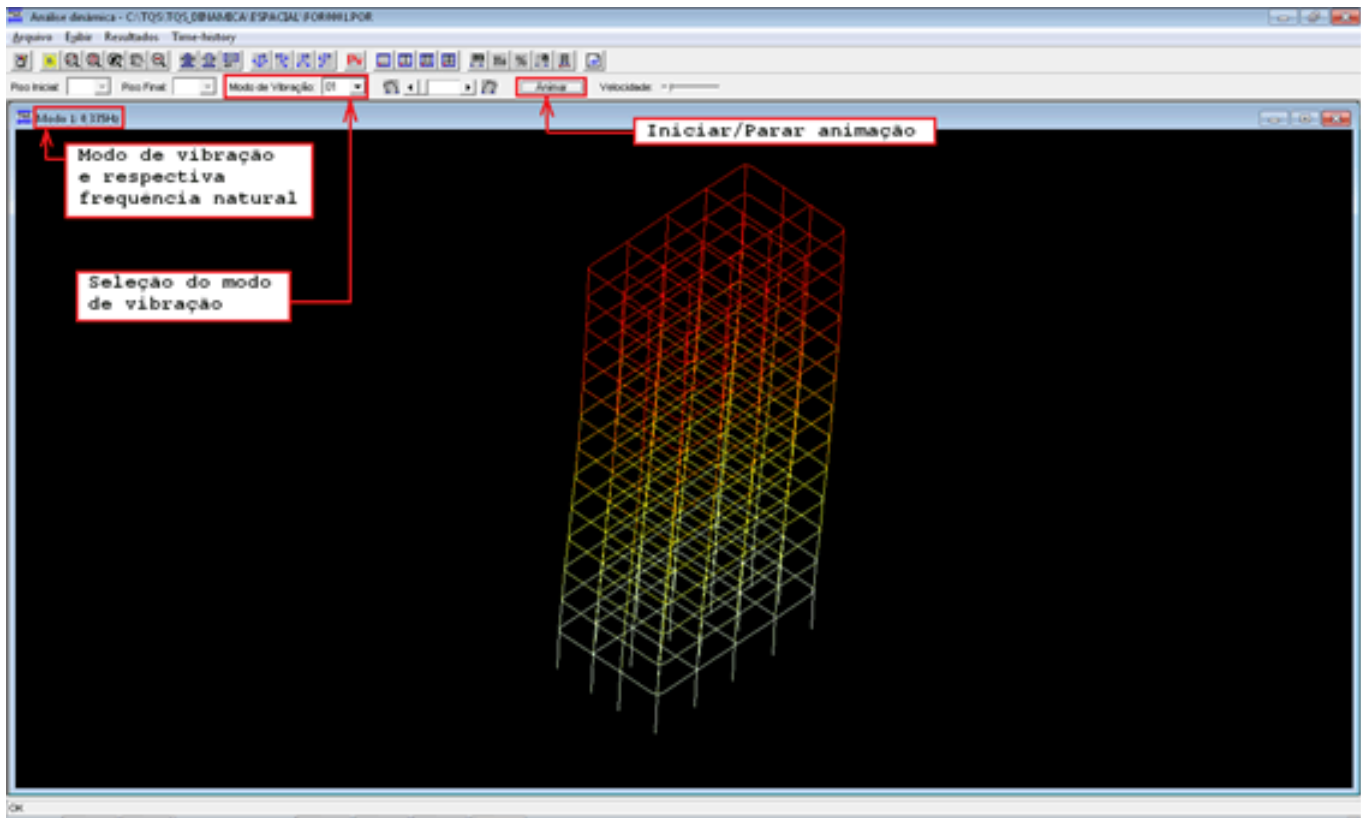 Análise dinâmica - C:\TQS\TQS_DINAMICA\ESPACIAL\FOR0001.POR
Arquivo Exibir Resultados Time-history
Piso Inicial: Piso Final: Modo de Vibração: 01 Animar Velocidade:
Modo 1: 0.335Hz
Iniciar/Parar animação
Modo de vibração
e respectiva
frequência natural
Seleção do modo
de vibração
OK